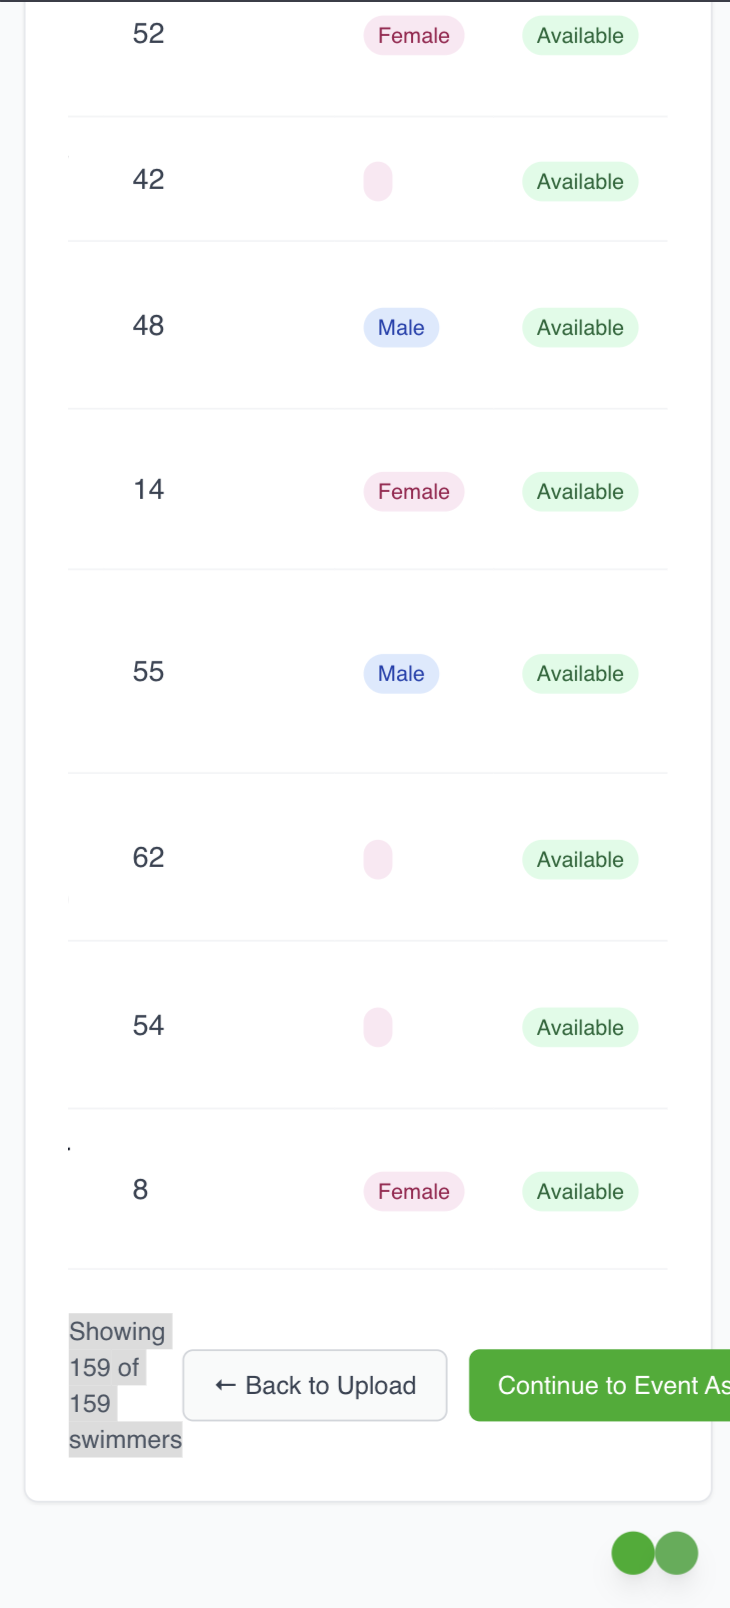 52 Female Available
42 Available
48 Male Available
14 Female Available
55 Male Available
62 Available
54 Available
8 Female Available
Showing
159 of
159
swimmers
← Back to Upload
Continue to Event As